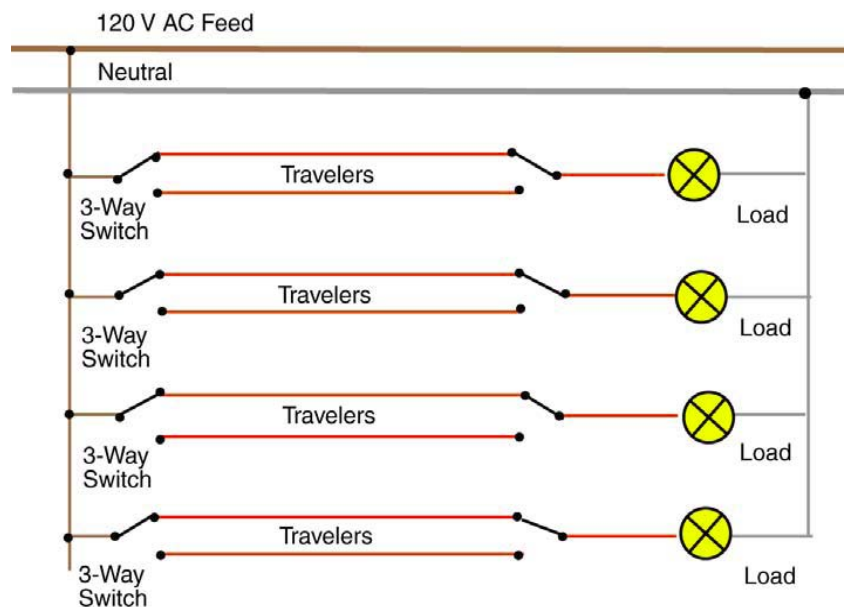 120 V AC Feed
Neutral
Travelers
3-Way
Switch
Load
Travelers
3-Way
Switch
Load
Travelers
3-Way
Switch
Load
Travelers
3-Way
Switch
Load